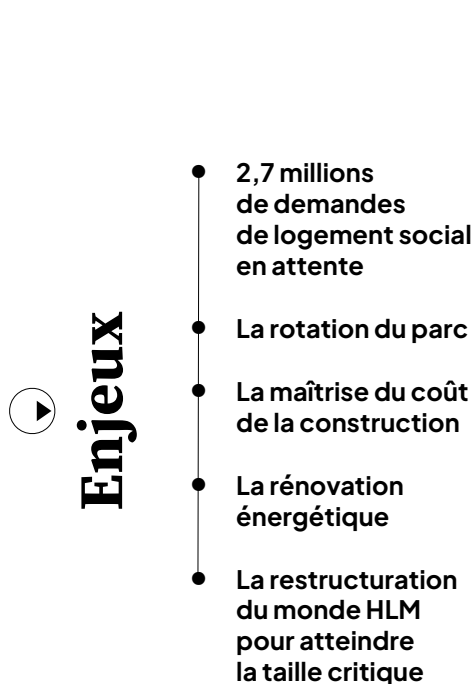 Enjeux
2,7 millions
de demandes
de logement social
en attente
La rotation du parc
La maîtrise du coût
de la construction
La rénovation
énergétique
La restructuration
du monde HLM
pour atteindre
la taille critique